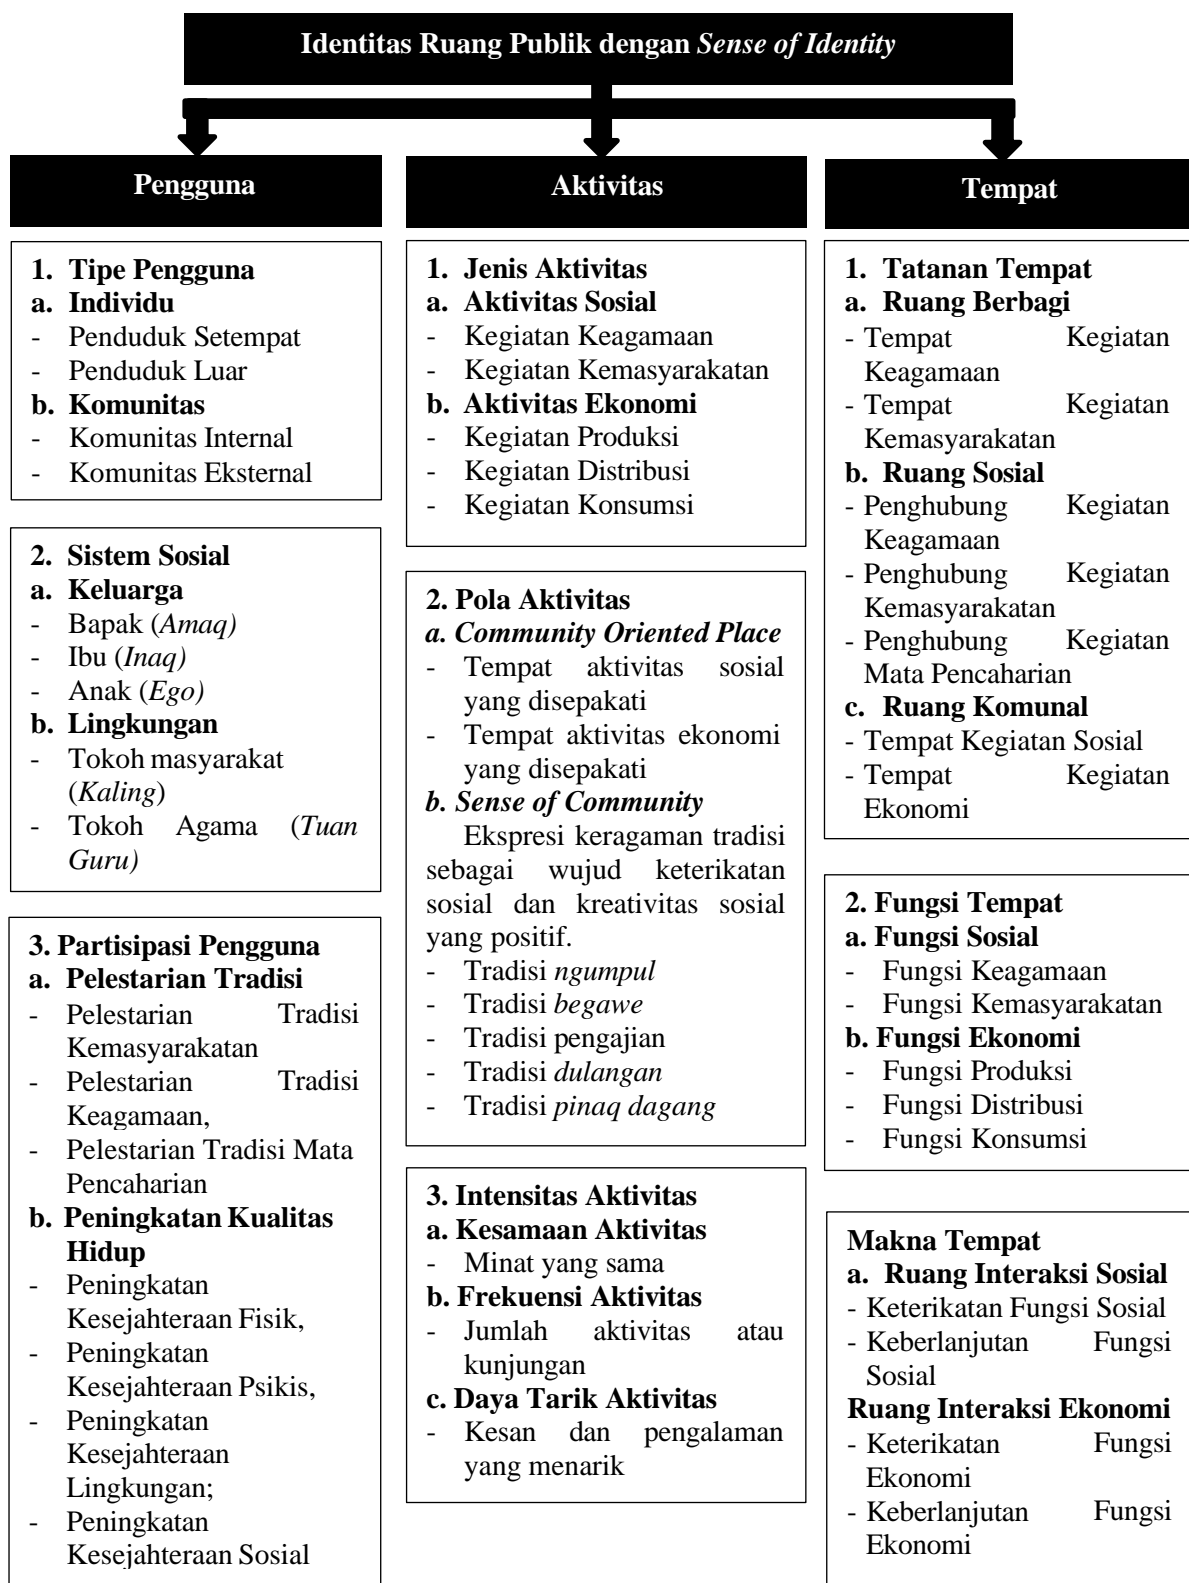 Identitas Ruang Publik dengan Sense of Identity
Pengguna
1. Tipe Pengguna
a. Individu
- Penduduk Setempat
- Penduduk Luar
b. Komunitas
- Komunitas Internal
- Komunitas Eksternal
2. Sistem Sosial
a. Keluarga
- Bapak (Amaq)
- Ibu (Inaq)
- Anak (Ego)
b. Lingkungan
- Tokoh masyarakat
(Kaling)
- Tokoh Agama (Tuan
Guru)
3. Partisipasi Pengguna
a. Pelestarian Tradisi
- Pelestarian Tradisi
Kemasyarakatan
- Pelestarian Tradisi
Keagamaan,
- Pelestarian Tradisi Mata
Pencaharian
b. Peningkatan Kualitas
Hidup
- Peningkatan
Kesejahteraan Fisik,
- Peningkatan
Kesejahteraan Psikis,
- Peningkatan
Kesejahteraan
Lingkungan;
- Peningkatan
Kesejahteraan Sosial
Aktivitas
1. Jenis Aktivitas
a. Aktivitas Sosial
- Kegiatan Keagamaan
- Kegiatan Kemasyarakatan
b. Aktivitas Ekonomi
- Kegiatan Produksi
- Kegiatan Distribusi
- Kegiatan Konsumsi
2. Pola Aktivitas
a. Community Oriented Place
- Tempat aktivitas sosial
yang disepakati
- Tempat aktivitas ekonomi
yang disepakati
b. Sense of Community
Ekspresi keragaman tradisi
sebagai wujud keterikatan
sosial dan kreativitas sosial
yang positif.
- Tradisi ngumpul
- Tradisi begawe
- Tradisi pengajian
- Tradisi dulangan
- Tradisi pinaq dagang
3. Intensitas Aktivitas
a. Kesamaan Aktivitas
- Minat yang sama
b. Frekuensi Aktivitas
- Jumlah aktivitas atau
kunjungan
c. Daya Tarik Aktivitas
- Kesan dan pengalaman
yang menarik
Tempat
1. Tatanan Tempat
a. Ruang Berbagi
- Tempat Kegiatan
Keagamaan
- Tempat Kegiatan
Kemasyarakatan
b. Ruang Sosial
- Penghubung Kegiatan
Keagamaan
- Penghubung Kegiatan
Kemasyarakatan
- Penghubung Kegiatan
Mata Pencaharian
c. Ruang Komunal
- Tempat Kegiatan Sosial
- Tempat Kegiatan
Ekonomi
2. Fungsi Tempat
a. Fungsi Sosial
- Fungsi Keagamaan
- Fungsi Kemasyarakatan
b. Fungsi Ekonomi
- Fungsi Produksi
- Fungsi Distribusi
- Fungsi Konsumsi
Makna Tempat
a. Ruang Interaksi Sosial
- Keterikatan Fungsi Sosial
- Keberlanjutan Fungsi
Sosial
Ruang Interaksi Ekonomi
- Keterikatan Fungsi
Ekonomi
- Keberlanjutan Fungsi
Ekonomi